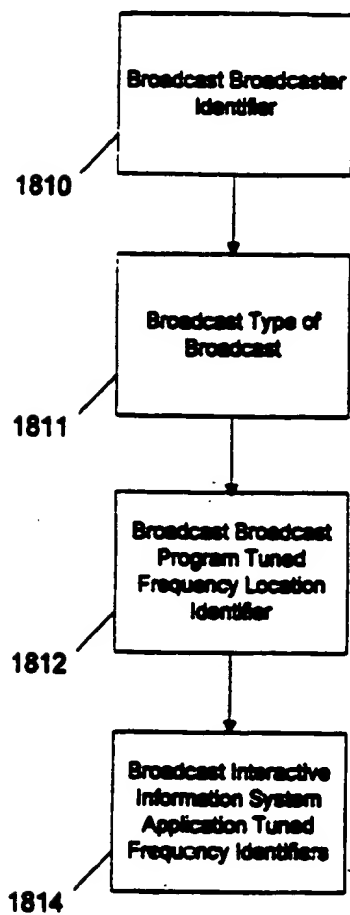 Broadcast Broadcaster
Identifier
1810
Broadcast Type of
Broadcast
1811
Broadcast Broadcast
Program Tuned
Frequency Location
Identifier
1812
Broadcast Interactive
Information System
Application Tuned
Frequency Identifiers
1814